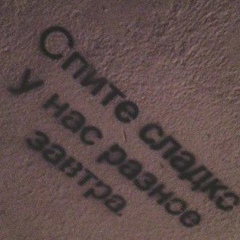 Спите сладко
у нас разное
завтра.